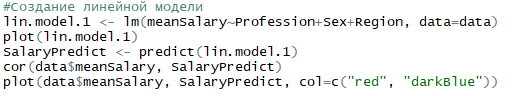 #Создание линейной модели
lin.model.1 <- lm(meanSalary~Profession+Sex+Region, data=data)
plot(lin.model.1)
SalaryPredict <- predict(lin.model.1)
cor(data$meanSalary, SalaryPredict)
plot(data$meanSalary, SalaryPredict, col=c("red", "darkBlue"))